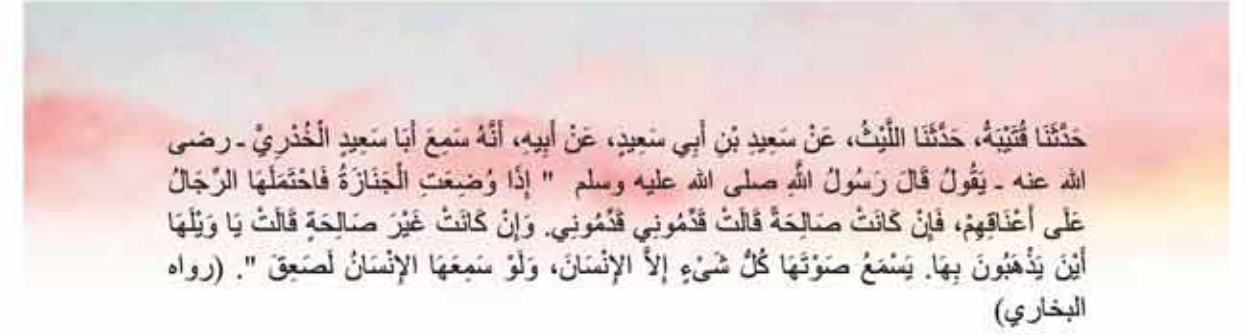 حَدَّثَنَا قُتَيْبَةُ، حَدَّثَنَا اللَّيْثُ، عَنْ سَعِيدِ بْنِ أَبِي سَعِيدٍ، عَنْ أَبِيهِ، أَنَّهُ سَمِعَ أَبَا سَعِيدٍ الْخُدْرِيَّ ـ رضى
الله عنه ـ يَقُولُ قَالَ رَسُولُ اللَّهِ صلى الله عليه وسلم " إِذَا وُضِعَتِ الْجَنَازَةُ فَاحْتَمَلَهَا الرِّجَالُ
عَلَى أَعْنَاقِهِمْ، فَإِنْ كَانَتْ صَالِحَةً قَالَتْ قَدِّمُونِي قَدِّمُونِي. وَإِنْ كَانَتْ غَيْرَ صَالِحَةٍ قَالَتْ يَا وَيْلَهَا
أَيْنَ يَذْهَبُونَ بِهَا. يَسْمَعُ صَوْتَهَا كُلُّ شَىْءٍ إِلاَّ الإِنْسَانَ، وَلَوْ سَمِعَهَا الإِنْسَانُ لَصَعِقَ ". (رواه
البخاري)